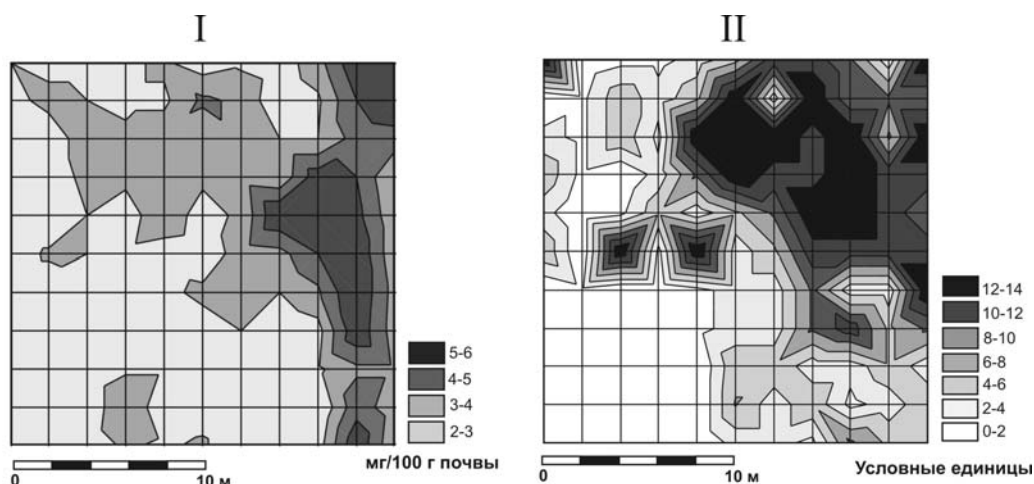 I
II
5-6
4-5
3-4
2-3
мг/100 г почвы
0 10 м
12-14
10-12
8-10
6-8
4-6
2-4
0-2
Условные единицы
0 10 м